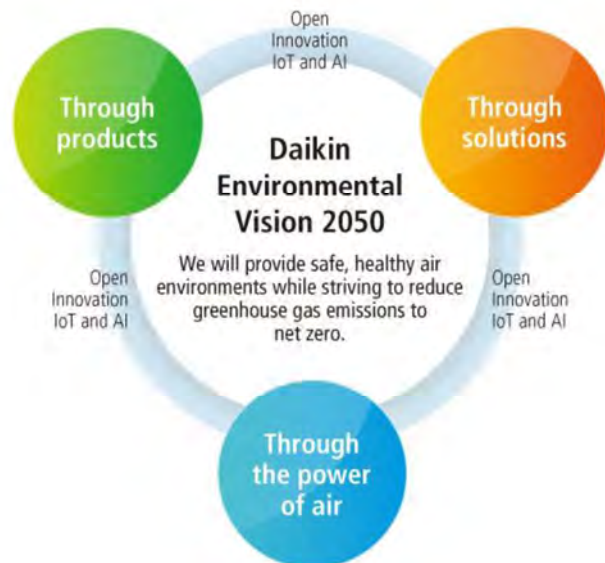 Open
Innovation
IoT and AI
Through
products
Through
solutions
Daikin
Environmental
Vision 2050
We will provide safe, healthy air
environments while striving to reduce
greenhouse gas emissions to
net zero.
Open
Innovation
IoT and AI
Open
Innovation
IoT and AI
Through
the power
of air